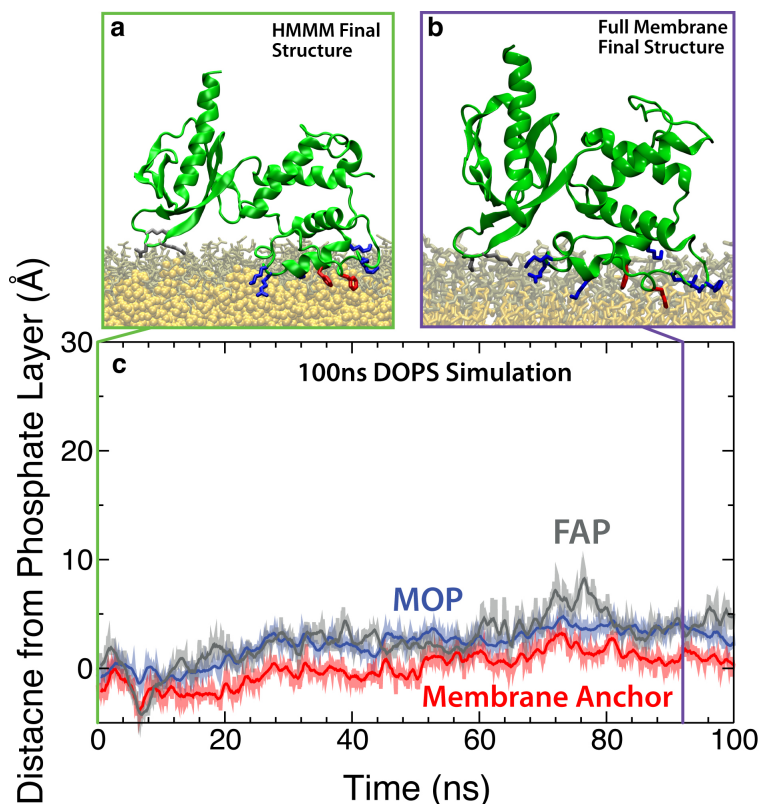 a
HMMM Final
Structure
b
Full Membrane
Final Structure
c
100ns DOPS Simulation
Distacne from Phosphate Layer (Å)
30
20
10
0
FAP
MOP
Membrane Anchor
0 20 40 60 80 100
Time (ns)